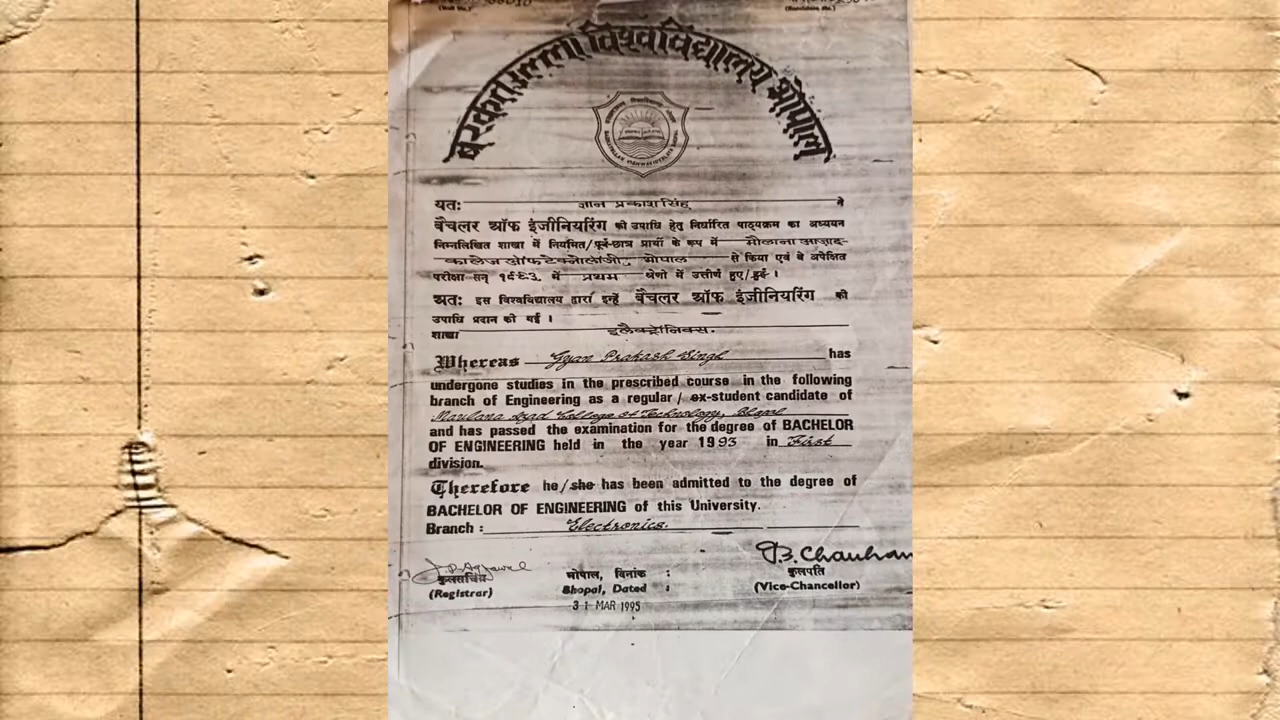 (Roll No.)
(Enrolment No.)
बरकतउल्ला विश्वविद्यालय भोपाल
यतः ज्ञान प्रकाश सिंह ने
बैचलर ऑफ इंजीनियरिंग की उपाधि हेतु निर्धारित पाठ्यक्रम का अध्ययन
निम्नलिखित शाखा में नियमित/भूतपूर्व-छात्र प्रार्थी के रूप में मौलाना आज़ाद-
कालेज ऑफ टेक्नोलॉजी, भोपाल से किया एवं वे अपेक्षित
परीक्षा सन् १९९३ में प्रथम श्रेणी में उत्तीर्ण हुए/हुई ।
अतः इस विश्वविद्यालय द्वारा इन्हें बैचलर ऑफ इंजीनियरिंग की
उपाधि प्रदान की गई ।
शाखा इलैक्ट्रोनिक्स.
Whereas Gyan Prakash Singh has
undergone studies in the prescribed course in the following
branch of Engineering as a regular / ex-student candidate of
Maulana Azad College of Technology, Bhopal
and has passed the examination for the degree of BACHELOR
OF ENGINEERING held in the year 1993 in First
division.
Therefore he/she has been admitted to the degree of
BACHELOR OF ENGINEERING of this University.
Branch : Electronics.
कुलसचिव
(Registrar)
भोपाल, दिनांक :
Bhopal, Dated :
31 MAR 1995
कुलपति
(Vice-Chancellor)